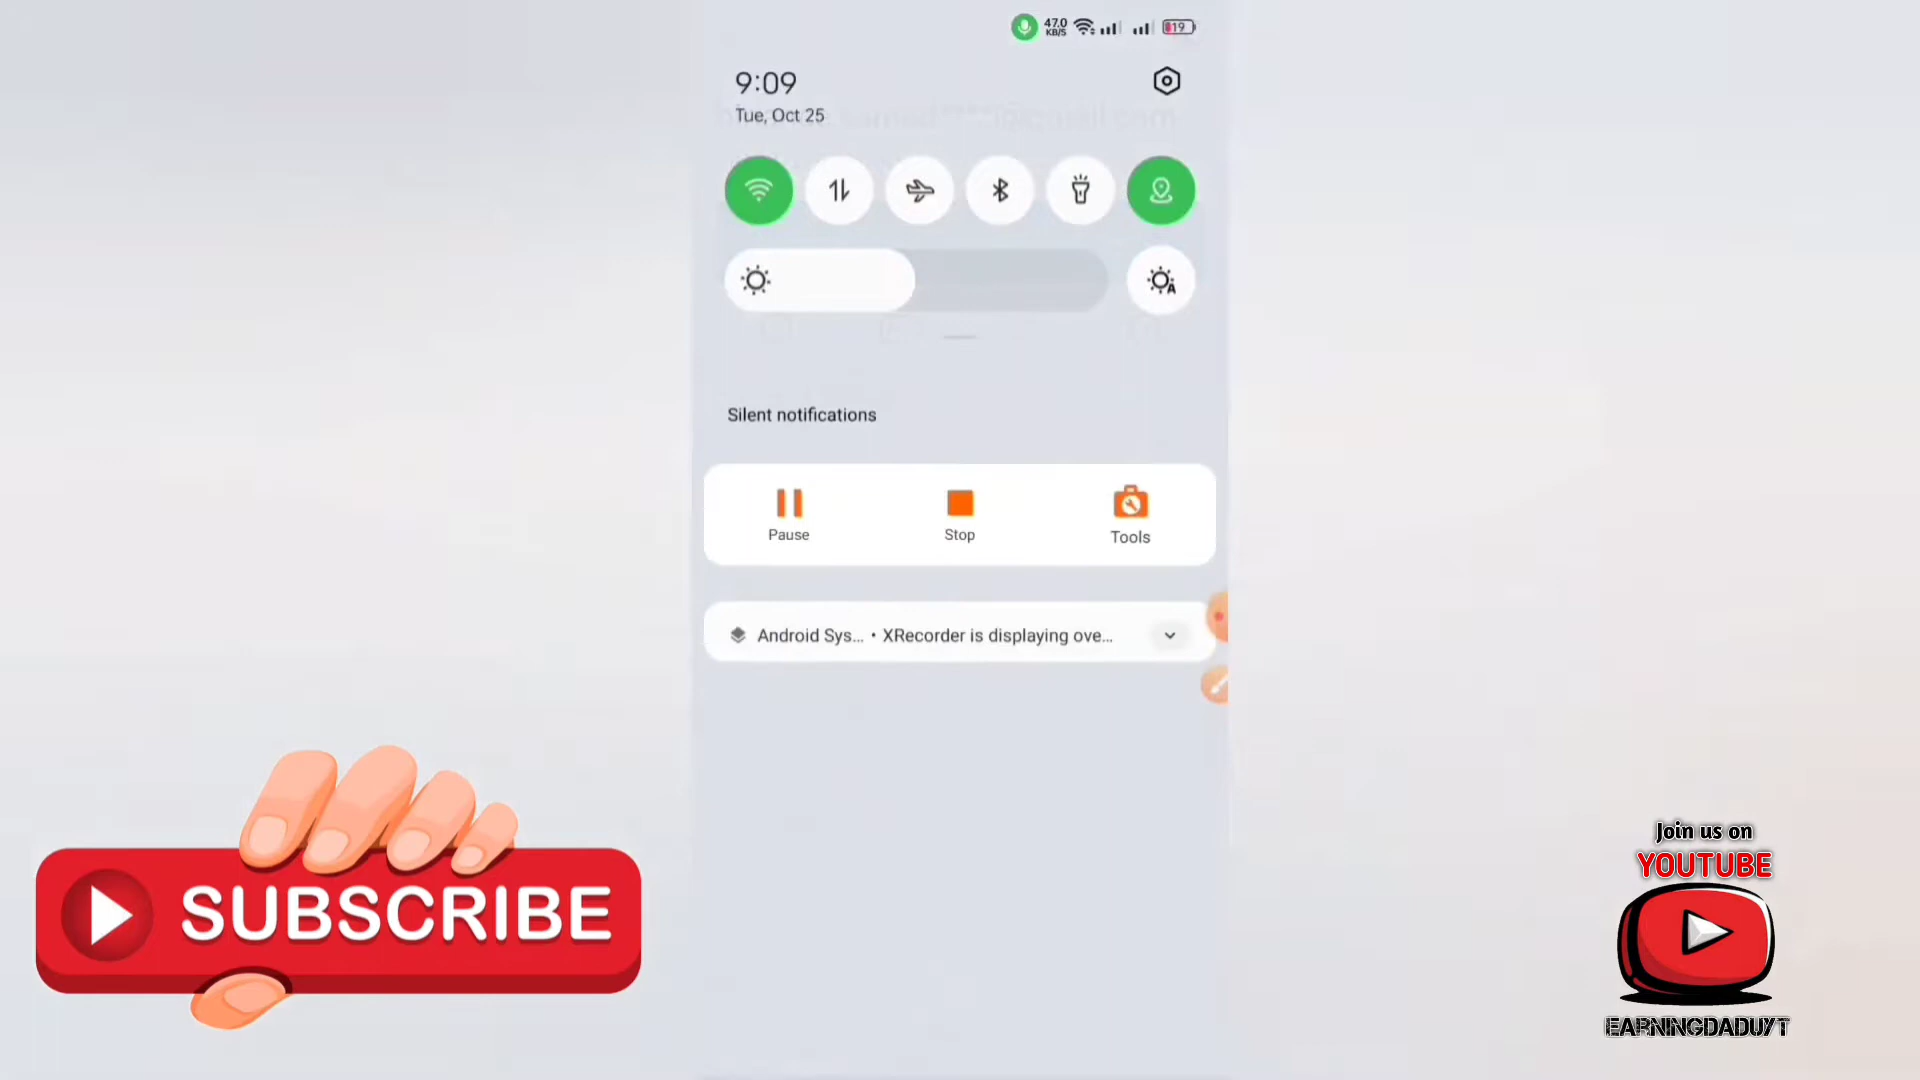 47.0
KB/S
19
9:09
Tue, Oct 25
Silent notifications
Pause
Stop
Tools
Android Sys... • XRecorder is displaying ove...
SUBSCRIBE
Join us on
YOUTUBE
EARNINGDADUYT